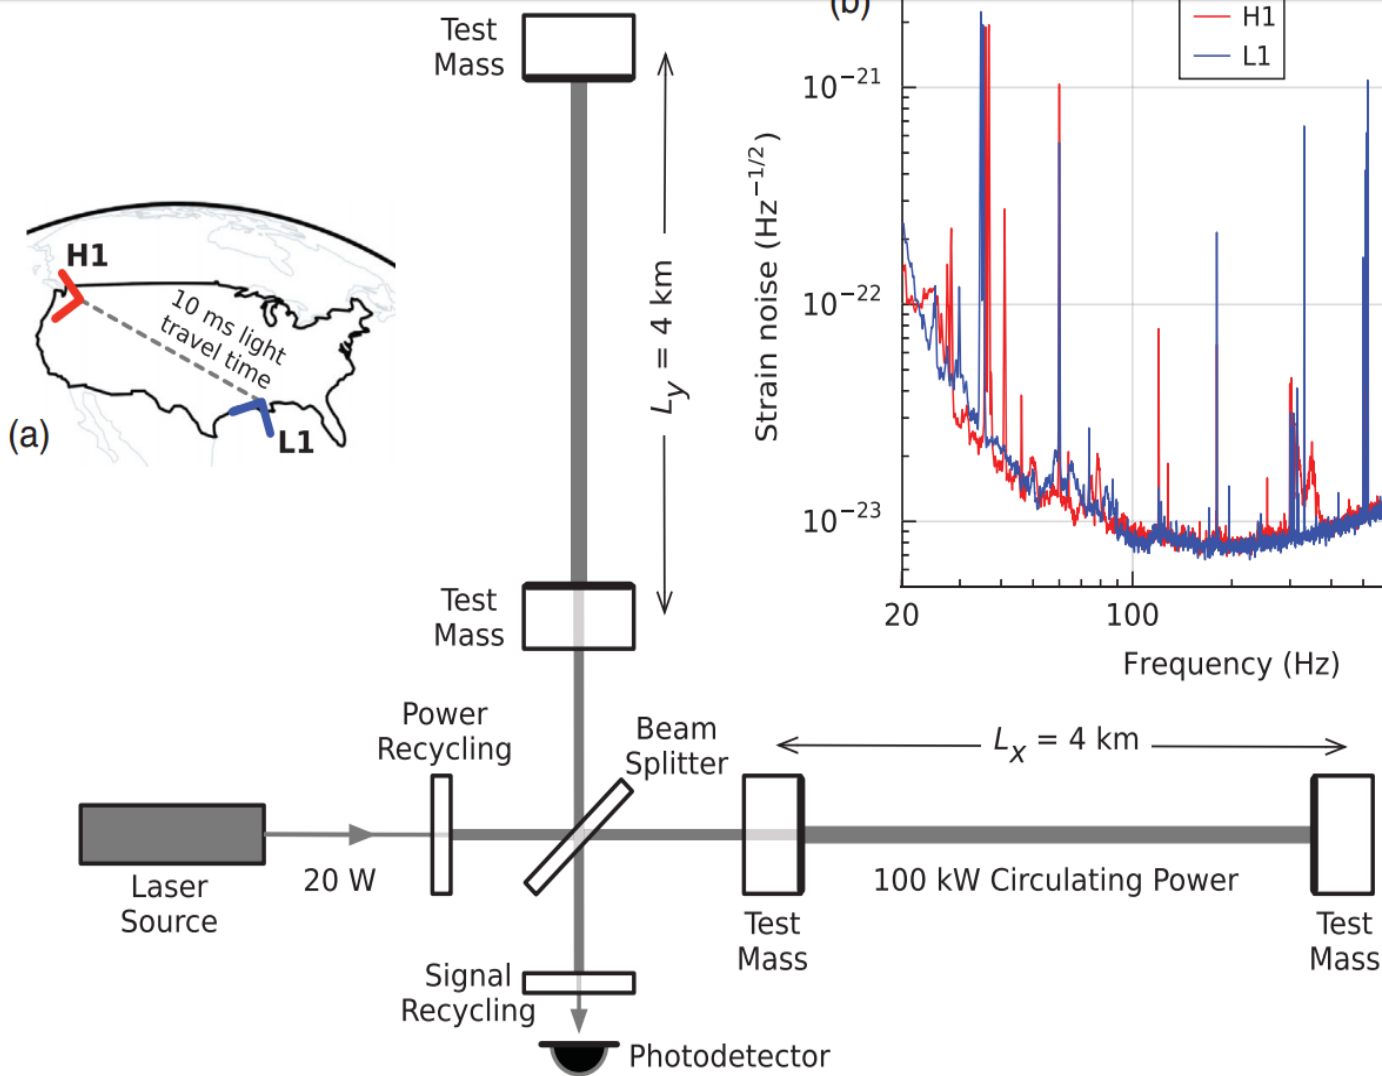 Test
Mass
L_y = 4 km
Test
Mass
(a)
H1
10 ms light
travel time
L1
(b)
H1
L1
Strain noise (Hz^−1/2)
10^−21
10^−22
10^−23
20
100
Frequency (Hz)
Power
Recycling
Beam
Splitter
L_x = 4 km
Laser
Source
20 W
100 kW Circulating Power
Test
Mass
Test
Mass
Signal
Recycling
Photodetector